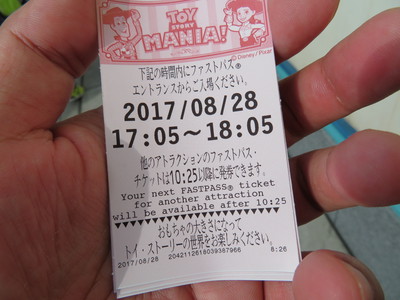 TOY
STORY
MANIA!
© Disney/Pixar
下記の時間内にファストパス®
エントランスからご入場ください。
2017/08/28
17:05～18:05
他のアトラクションのファストパス・
チケットは10:25以降に発券できます。
Your next FASTPASS® ticket
for another attraction
will be available after 10:25
おもちゃの大きさになって
トイ・ストーリーの世界をお楽しみください。
2017/08/28 2042112618039387966 8:26